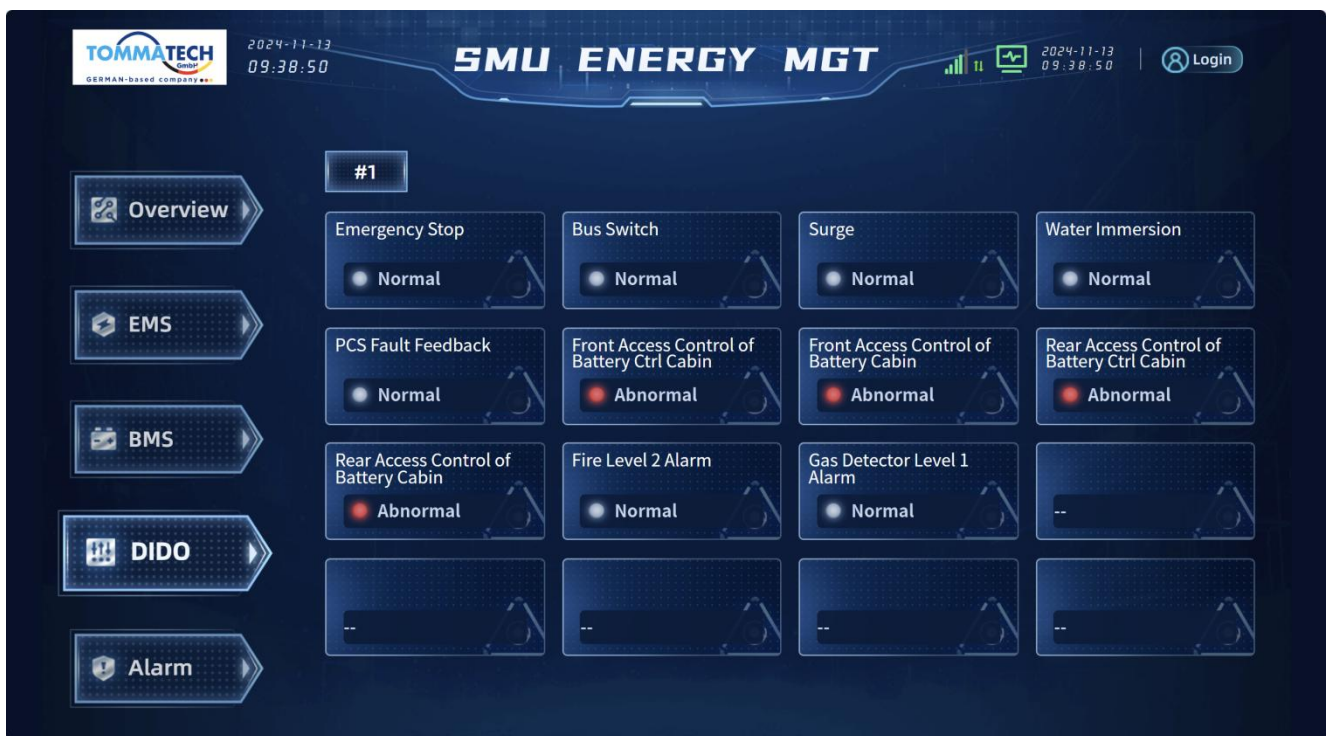 TOMMATECH
GmbH
GERMAN-based company
2024-11-13
09:38:50
SMU ENERGY MGT
2024-11-13
09:38:50
Login
#1
Overview
EMS
BMS
DIDO
Alarm
Emergency Stop
Normal
Bus Switch
Normal
Surge
Normal
Water Immersion
Normal
PCS Fault Feedback
Normal
Front Access Control of
Battery Ctrl Cabin
Abnormal
Front Access Control of
Battery Cabin
Abnormal
Rear Access Control of
Battery Ctrl Cabin
Abnormal
Rear Access Control of
Battery Cabin
Abnormal
Fire Level 2 Alarm
Normal
Gas Detector Level 1
Alarm
Normal
--
--
--
--
--